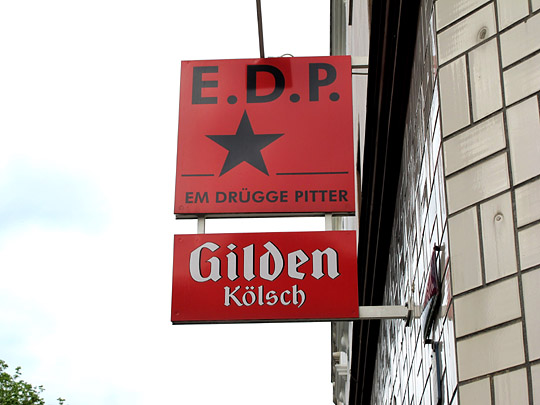 E.D.P.
EM DRÜGGE PITTER
Gilden
Kölsch